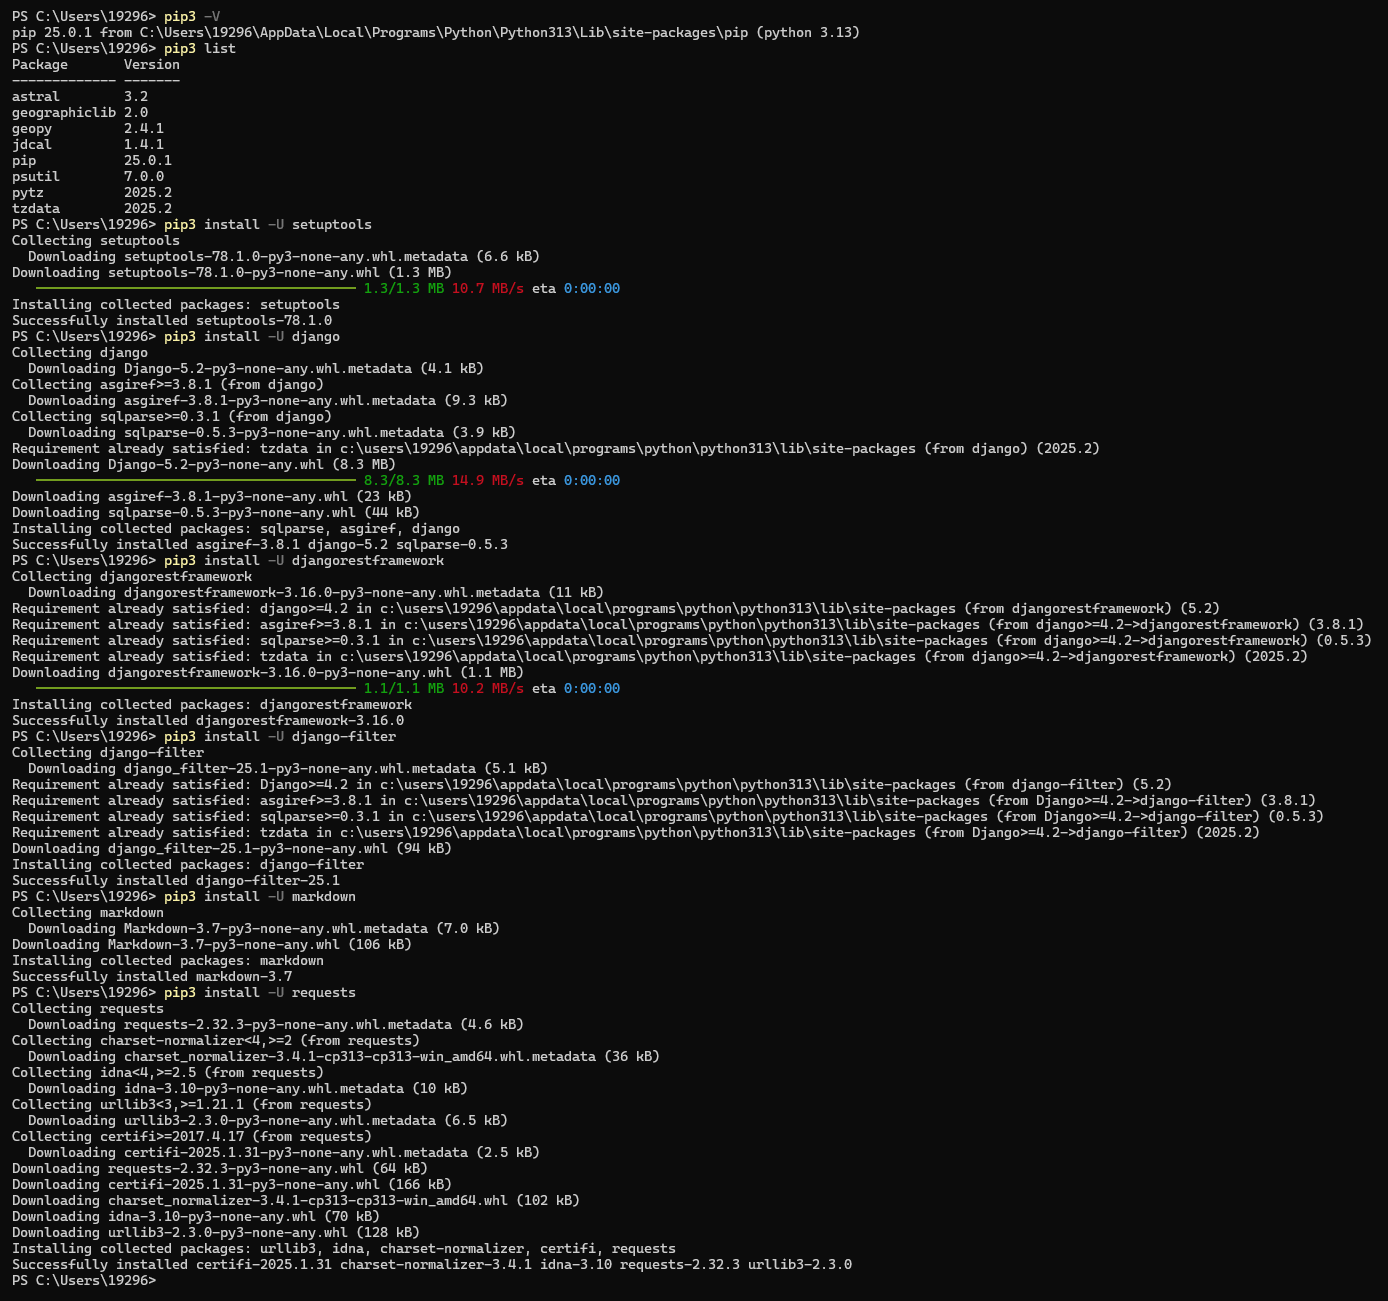 PS C:\Users\19296> pip3 -V
pip 25.0.1 from C:\Users\19296\AppData\Local\Programs\Python\Python313\Lib\site-packages\pip (python 3.13)
PS C:\Users\19296> pip3 list
Package       Version
------------- -------
astral        3.2
geographiclib 2.0
geopy         2.4.1
jdcal         1.4.1
pip           25.0.1
psutil        7.0.0
pytz          2025.2
tzdata        2025.2
PS C:\Users\19296> pip3 install -U setuptools
Collecting setuptools
  Downloading setuptools-78.1.0-py3-none-any.whl.metadata (6.6 kB)
Downloading setuptools-78.1.0-py3-none-any.whl (1.3 MB)
1.3/1.3 MB 10.7 MB/s eta 0:00:00
Installing collected packages: setuptools
Successfully installed setuptools-78.1.0
PS C:\Users\19296> pip3 install -U django
Collecting django
  Downloading Django-5.2-py3-none-any.whl.metadata (4.1 kB)
Collecting asgiref>=3.8.1 (from django)
  Downloading asgiref-3.8.1-py3-none-any.whl.metadata (9.3 kB)
Collecting sqlparse>=0.3.1 (from django)
  Downloading sqlparse-0.5.3-py3-none-any.whl.metadata (3.9 kB)
Requirement already satisfied: tzdata in c:\users\19296\appdata\local\programs\python\python313\lib\site-packages (from django) (2025.2)
Downloading Django-5.2-py3-none-any.whl (8.3 MB)
8.3/8.3 MB 14.9 MB/s eta 0:00:00
Downloading asgiref-3.8.1-py3-none-any.whl (23 kB)
Downloading sqlparse-0.5.3-py3-none-any.whl (44 kB)
Installing collected packages: sqlparse, asgiref, django
Successfully installed asgiref-3.8.1 django-5.2 sqlparse-0.5.3
PS C:\Users\19296> pip3 install -U djangorestframework
Collecting djangorestframework
  Downloading djangorestframework-3.16.0-py3-none-any.whl.metadata (11 kB)
Requirement already satisfied: django>=4.2 in c:\users\19296\appdata\local\programs\python\python313\lib\site-packages (from djangorestframework) (5.2)
Requirement already satisfied: asgiref>=3.8.1 in c:\users\19296\appdata\local\programs\python\python313\lib\site-packages (from django>=4.2->djangorestframework) (3.8.1)
Requirement already satisfied: sqlparse>=0.3.1 in c:\users\19296\appdata\local\programs\python\python313\lib\site-packages (from django>=4.2->djangorestframework) (0.5.3)
Requirement already satisfied: tzdata in c:\users\19296\appdata\local\programs\python\python313\lib\site-packages (from django>=4.2->djangorestframework) (2025.2)
Downloading djangorestframework-3.16.0-py3-none-any.whl (1.1 MB)
1.1/1.1 MB 10.2 MB/s eta 0:00:00
Installing collected packages: djangorestframework
Successfully installed djangorestframework-3.16.0
PS C:\Users\19296> pip3 install -U django-filter
Collecting django-filter
  Downloading django_filter-25.1-py3-none-any.whl.metadata (5.1 kB)
Requirement already satisfied: Django>=4.2 in c:\users\19296\appdata\local\programs\python\python313\lib\site-packages (from django-filter) (5.2)
Requirement already satisfied: asgiref>=3.8.1 in c:\users\19296\appdata\local\programs\python\python313\lib\site-packages (from Django>=4.2->django-filter) (3.8.1)
Requirement already satisfied: sqlparse>=0.3.1 in c:\users\19296\appdata\local\programs\python\python313\lib\site-packages (from Django>=4.2->django-filter) (0.5.3)
Requirement already satisfied: tzdata in c:\users\19296\appdata\local\programs\python\python313\lib\site-packages (from Django>=4.2->django-filter) (2025.2)
Downloading django_filter-25.1-py3-none-any.whl (94 kB)
Installing collected packages: django-filter
Successfully installed django-filter-25.1
PS C:\Users\19296> pip3 install -U markdown
Collecting markdown
  Downloading Markdown-3.7-py3-none-any.whl.metadata (7.0 kB)
Downloading Markdown-3.7-py3-none-any.whl (106 kB)
Installing collected packages: markdown
Successfully installed markdown-3.7
PS C:\Users\19296> pip3 install -U requests
Collecting requests
  Downloading requests-2.32.3-py3-none-any.whl.metadata (4.6 kB)
Collecting charset-normalizer<4,>=2 (from requests)
  Downloading charset_normalizer-3.4.1-cp313-cp313-win_amd64.whl.metadata (36 kB)
Collecting idna<4,>=2.5 (from requests)
  Downloading idna-3.10-py3-none-any.whl.metadata (10 kB)
Collecting urllib3<3,>=1.21.1 (from requests)
  Downloading urllib3-2.3.0-py3-none-any.whl.metadata (6.5 kB)
Collecting certifi>=2017.4.17 (from requests)
  Downloading certifi-2025.1.31-py3-none-any.whl.metadata (2.5 kB)
Downloading requests-2.32.3-py3-none-any.whl (64 kB)
Downloading certifi-2025.1.31-py3-none-any.whl (166 kB)
Downloading charset_normalizer-3.4.1-cp313-cp313-win_amd64.whl (102 kB)
Downloading idna-3.10-py3-none-any.whl (70 kB)
Downloading urllib3-2.3.0-py3-none-any.whl (128 kB)
Installing collected packages: urllib3, idna, charset-normalizer, certifi, requests
Successfully installed certifi-2025.1.31 charset-normalizer-3.4.1 idna-3.10 requests-2.32.3 urllib3-2.3.0
PS C:\Users\19296>